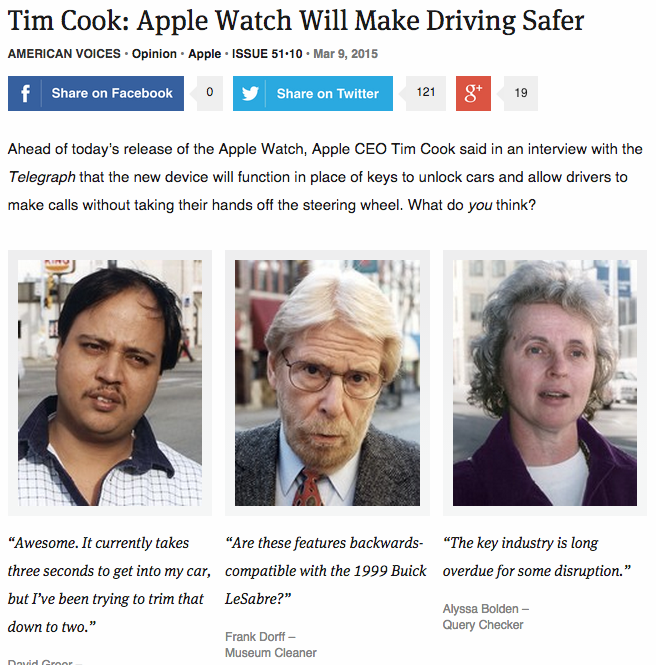 Tim Cook: Apple Watch Will Make Driving Safer
AMERICAN VOICES • Opinion • Apple • ISSUE 51•10 • Mar 9, 2015
f Share on Facebook 0 Share on Twitter 121 g+ 19
Ahead of today’s release of the Apple Watch, Apple CEO Tim Cook said in an interview with the
Telegraph that the new device will function in place of keys to unlock cars and allow drivers to
make calls without taking their hands off the steering wheel. What do you think?
“Awesome. It currently takes
three seconds to get into my car,
but I’ve been trying to trim that
down to two.”
“Are these features backwards-
compatible with the 1999 Buick
LeSabre?”
Frank Dorff –
Museum Cleaner
“The key industry is long
overdue for some disruption.”
Alyssa Bolden –
Query Checker